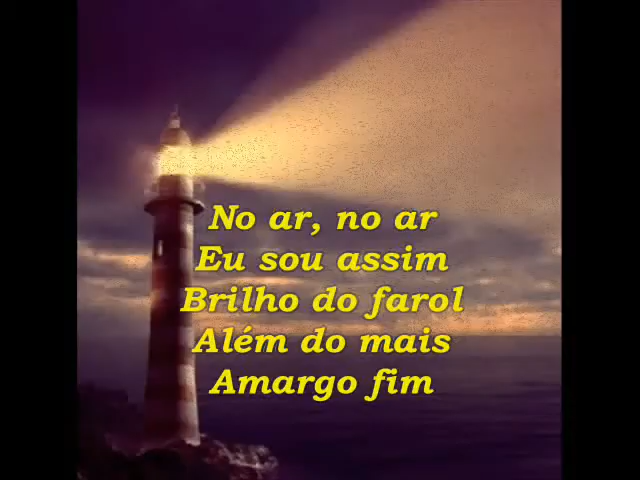 No ar, no ar
Eu sou assim
Brilho do farol
Além do mais
Amargo fim